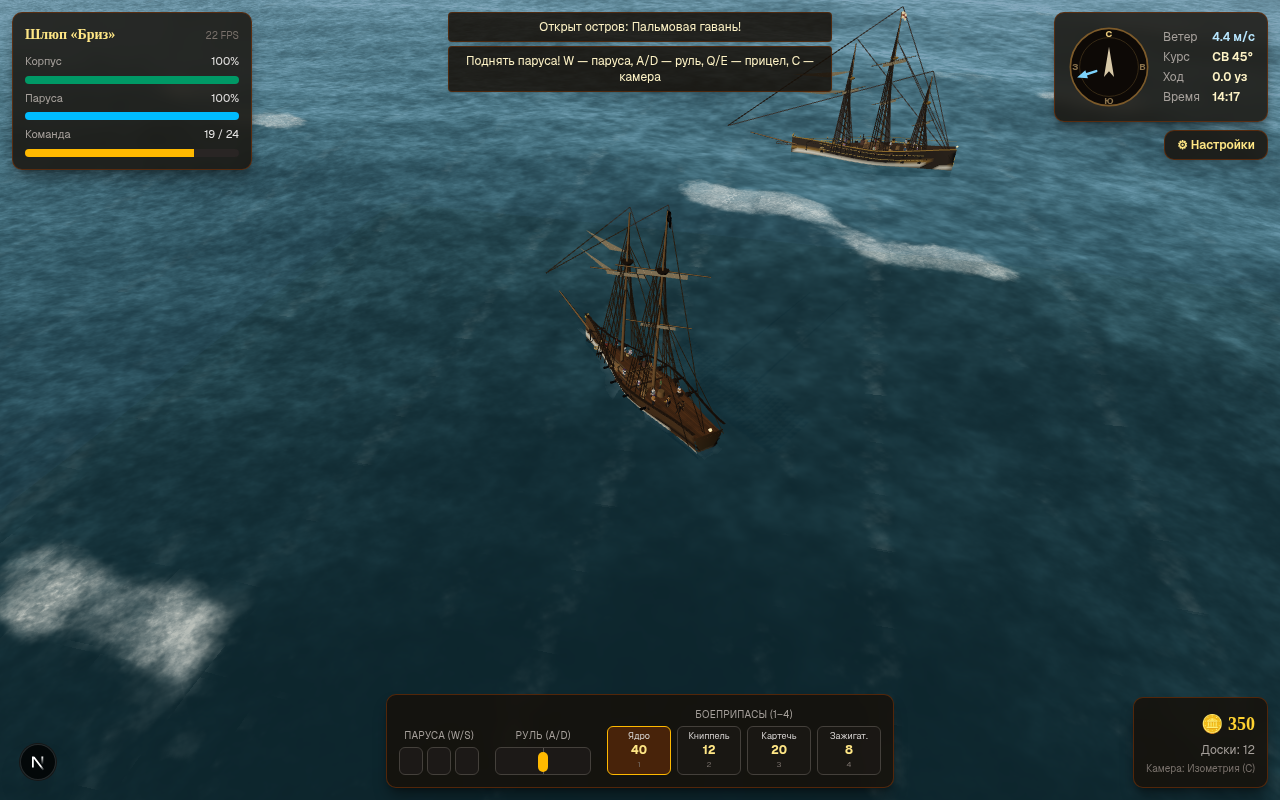 Шлюп «Бриз»
22 FPS
Корпус
100%
Паруса
100%
Команда
19 / 24
Открыт остров: Пальмовая гавань!
Поднять паруса! W — паруса, A/D — руль, Q/E — прицел, C —
камера
С
З
В
Ю
Ветер 4.4 м/с
Курс СВ 45°
Ход 0.0 уз
Время 14:17
⚙ Настройки
ПАРУСА (W/S)
РУЛЬ (A/D)
БОЕПРИПАСЫ (1–4)
Ядро
40
1
Книппель
12
2
Картечь
20
3
Зажигат.
8
4
N
350
Доски: 12
Камера: Изометрия (C)